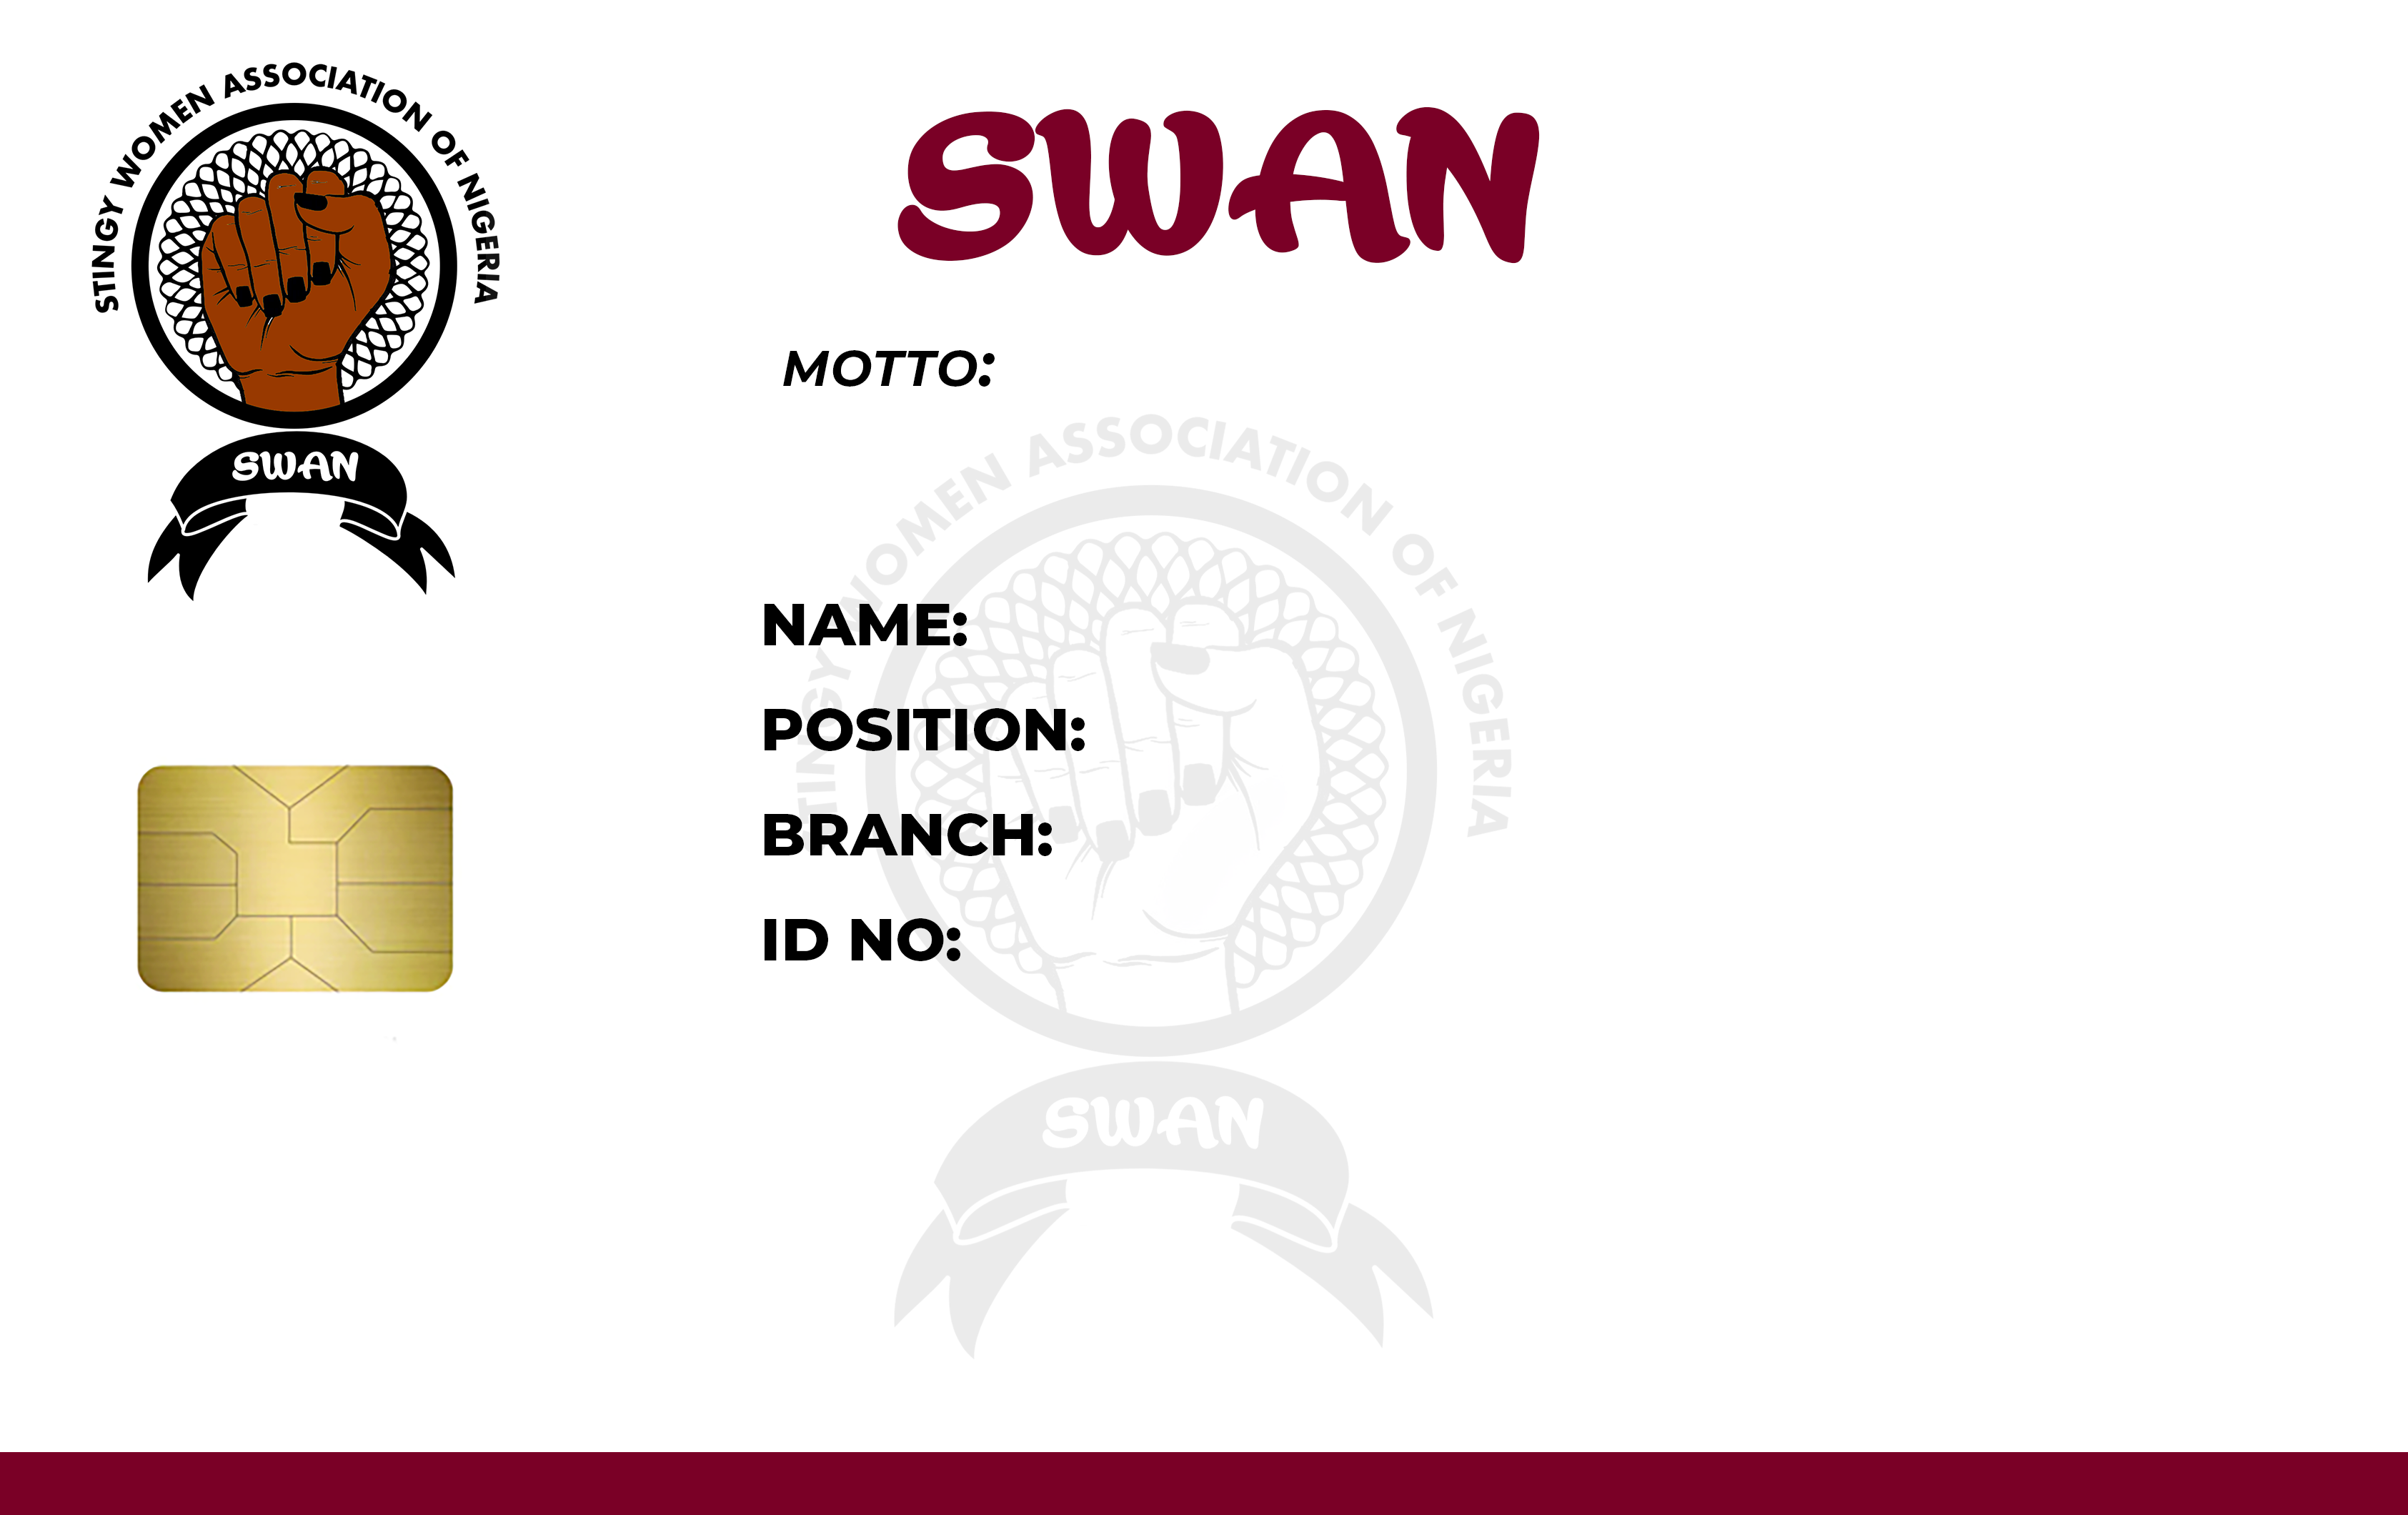 STINGY WOMEN ASSOCIATION OF NIGERIA
SWAN
SWAN
MOTTO:
STINGY WOMEN ASSOCIATION OF NIGERIA
NAME:
POSITION:
BRANCH:
ID NO:
SWAN